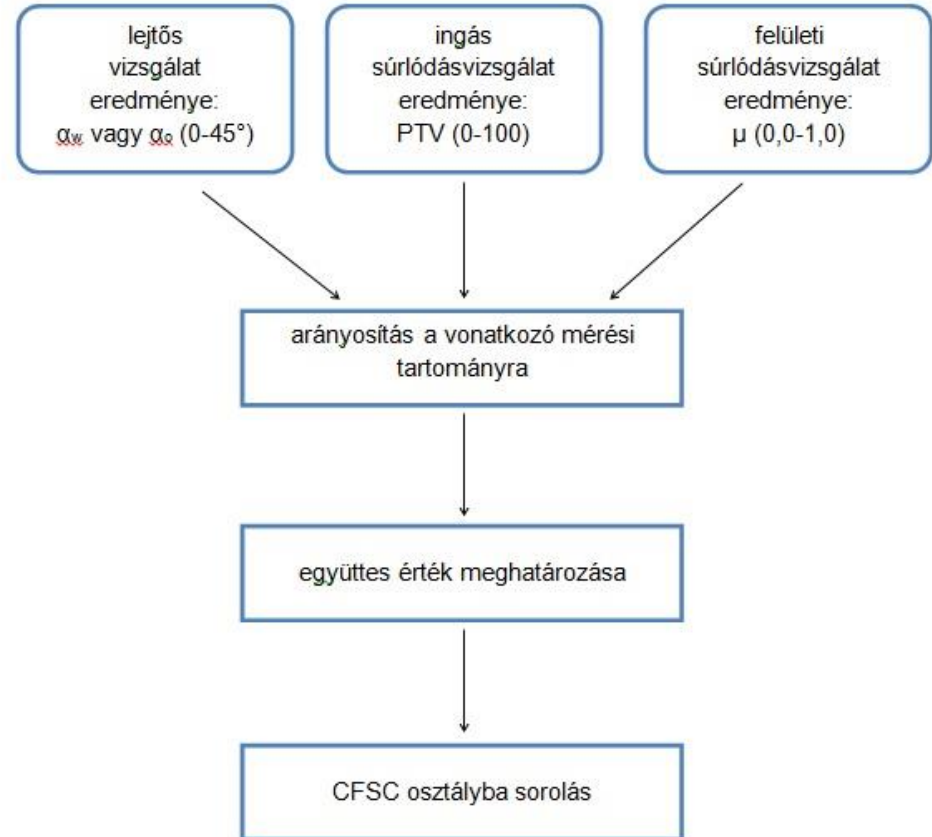 lejtős
vizsgálat
eredménye:
αw vagy αo (0-45°)
ingás
súrlódásvizsgálat
eredménye:
PTV (0-100)
felületi
súrlódásvizsgálat
eredménye:
µ (0,0-1,0)
arányosítás a vonatkozó mérési
tartományra
együttes érték meghatározása
CFSC osztályba sorolás